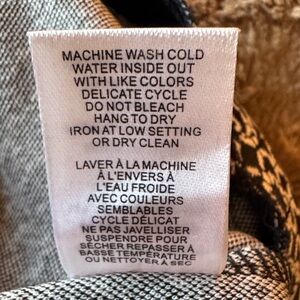 MACHINE WASH COLD
WATER INSIDE OUT
WITH LIKE COLORS
DELICATE CYCLE
DO NOT BLEACH
HANG TO DRY
IRON AT LOW SETTING
OR DRY CLEAN
LAVER À LA MACHINE
À L'ENVERS À
L'EAU FROIDE
AVEC COULEURS
SEMBLABLES
CYCLE DÉLICAT
NE PAS JAVELLISER
SUSPENDRE POUR
SÉCHER REPASSER À
BASSE TEMPÉRATURE
OU NETTOYER À SEC